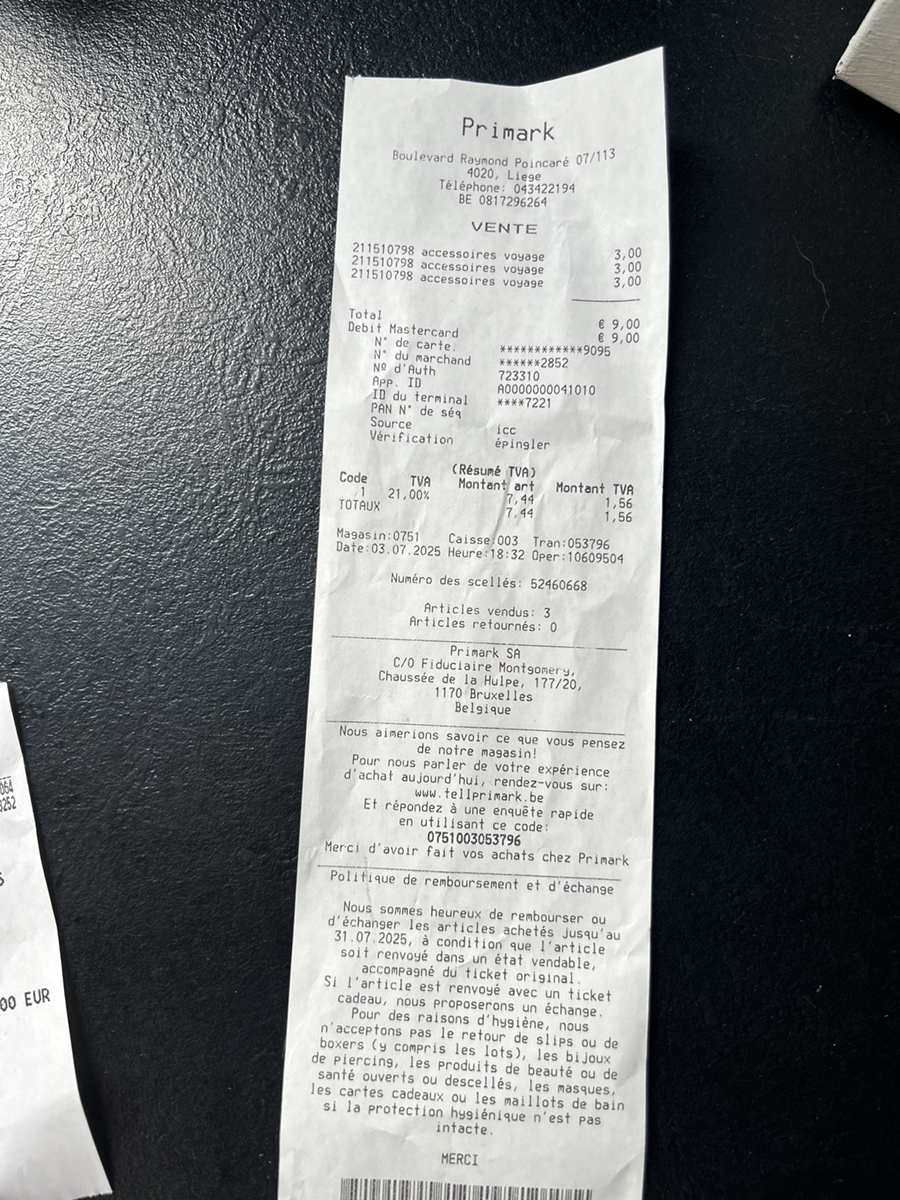 Primark
Boulevard Raymond Poincaré 07/113
4020, Liege
Téléphone: 043422194
BE 0817296264
VENTE
211510798 accessoires voyage 3,00
211510798 accessoires voyage 3,00
211510798 accessoires voyage 3,00
Total € 9,00
Debit Mastercard € 9,00
N° de carte. ************9095
N° du marchand ******2852
Nº d'Auth 723310
App. ID A0000000041010
ID du terminal ****7221
PAN N° de séq
Source icc
Vérification épingler
(Résumé TVA)
Code TVA Montant art Montant TVA
1 21,00% 7,44 1,56
TOTAUX 7,44 1,56
Magasin:0751 Caisse:003 Tran:053796
Date:03.07.2025 Heure:18:32 Oper:10609504
Numéro des scellés: 52460668
Articles vendus: 3
Articles retournés: 0
Primark SA
C/O Fiduciaire Montgomery,
Chaussée de la Hulpe, 177/20,
1170 Bruxelles
Belgique
Nous aimerions savoir ce que vous pensez
de notre magasin!
Pour nous parler de votre expérience
d'achat aujourd'hui, rendez-vous sur:
www.tellprimark.be
Et répondez à une enquête rapide
en utilisant ce code:
0751003053796
Merci d'avoir fait vos achats chez Primark
Politique de remboursement et d'échange
Nous sommes heureux de rembourser ou
d'échanger les articles achetés jusqu'au
31.07.2025, à condition que l'article
soit renvoyé dans un état vendable,
accompagné du ticket original.
Si l'article est renvoyé avec un ticket
cadeau, nous proposerons un échange.
Pour des raisons d'hygiène, nous
n'acceptons pas le retour de slips ou de
boxers (y compris les lots), les bijoux
de piercing, les produits de beauté ou de
santé ouverts ou descellés, les masques,
les cartes cadeaux ou les maillots de bain
si la protection hygiénique n'est pas
intacte.
MERCI
064
3252
00 EUR